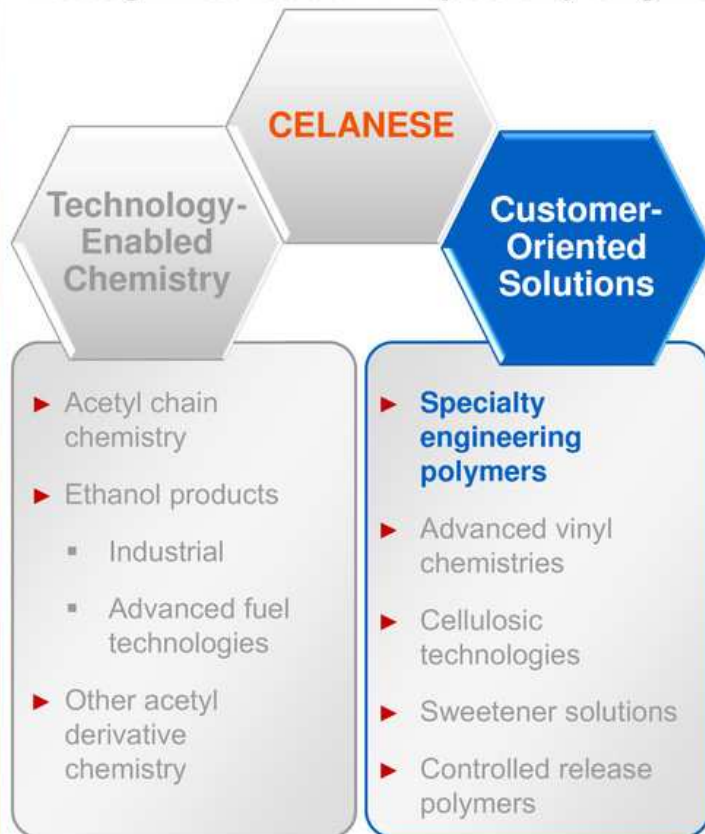 CELANESE
Technology-
Enabled
Chemistry
Customer-
Oriented
Solutions
► Acetyl chain
chemistry
► Ethanol products
▪ Industrial
▪ Advanced fuel
technologies
► Other acetyl
derivative
chemistry
► Specialty
engineering
polymers
► Advanced vinyl
chemistries
► Cellulosic
technologies
► Sweetener solutions
► Controlled release
polymers